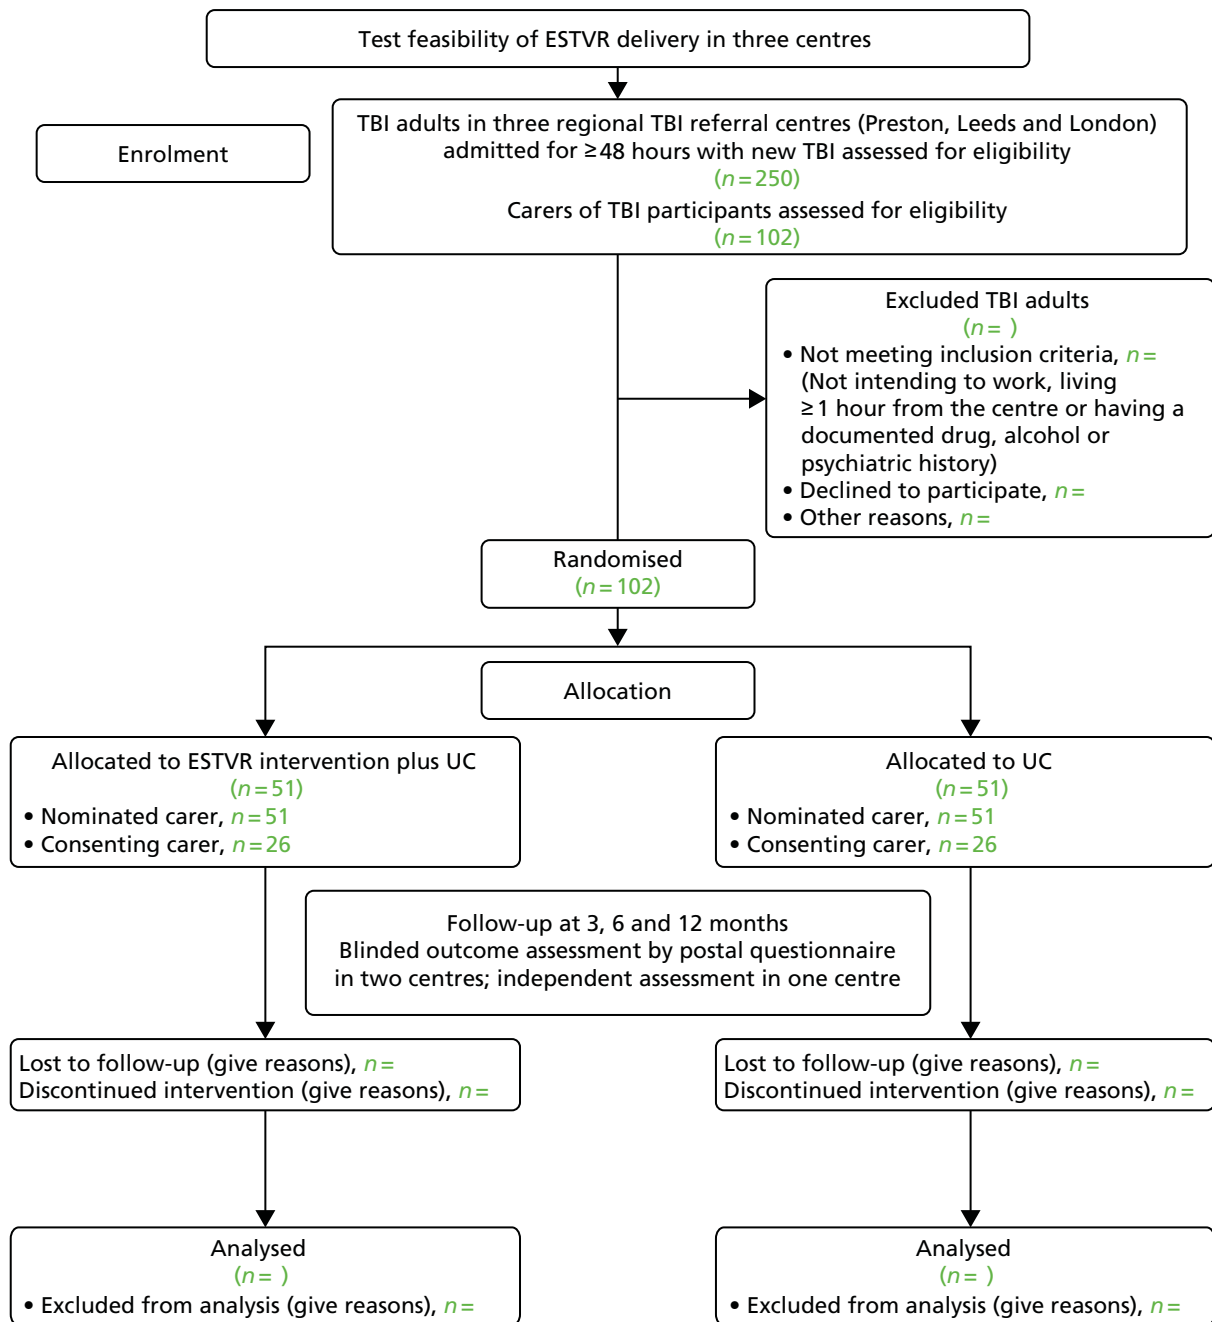 Test feasibility of ESTVR delivery in three centres
Enrolment
TBI adults in three regional TBI referral centres (Preston, Leeds and London)
admitted for ≥48 hours with new TBI assessed for eligibility
(n=250)
Carers of TBI participants assessed for eligibility
(n=102)
Excluded TBI adults
(n= )
• Not meeting inclusion criteria, n=
(Not intending to work, living
≥1 hour from the centre or having a
documented drug, alcohol or
psychiatric history)
• Declined to participate, n=
• Other reasons, n=
Randomised
(n=102)
Allocation
Allocated to ESTVR intervention plus UC
(n=51)
• Nominated carer, n=51
• Consenting carer, n=26
Allocated to UC
(n=51)
• Nominated carer, n=51
• Consenting carer, n=26
Follow-up at 3, 6 and 12 months
Blinded outcome assessment by postal questionnaire
in two centres; independent assessment in one centre
Lost to follow-up (give reasons), n=
Discontinued intervention (give reasons), n=
Lost to follow-up (give reasons), n=
Discontinued intervention (give reasons), n=
Analysed
(n= )
• Excluded from analysis (give reasons), n=
Analysed
(n= )
• Excluded from analysis (give reasons), n=